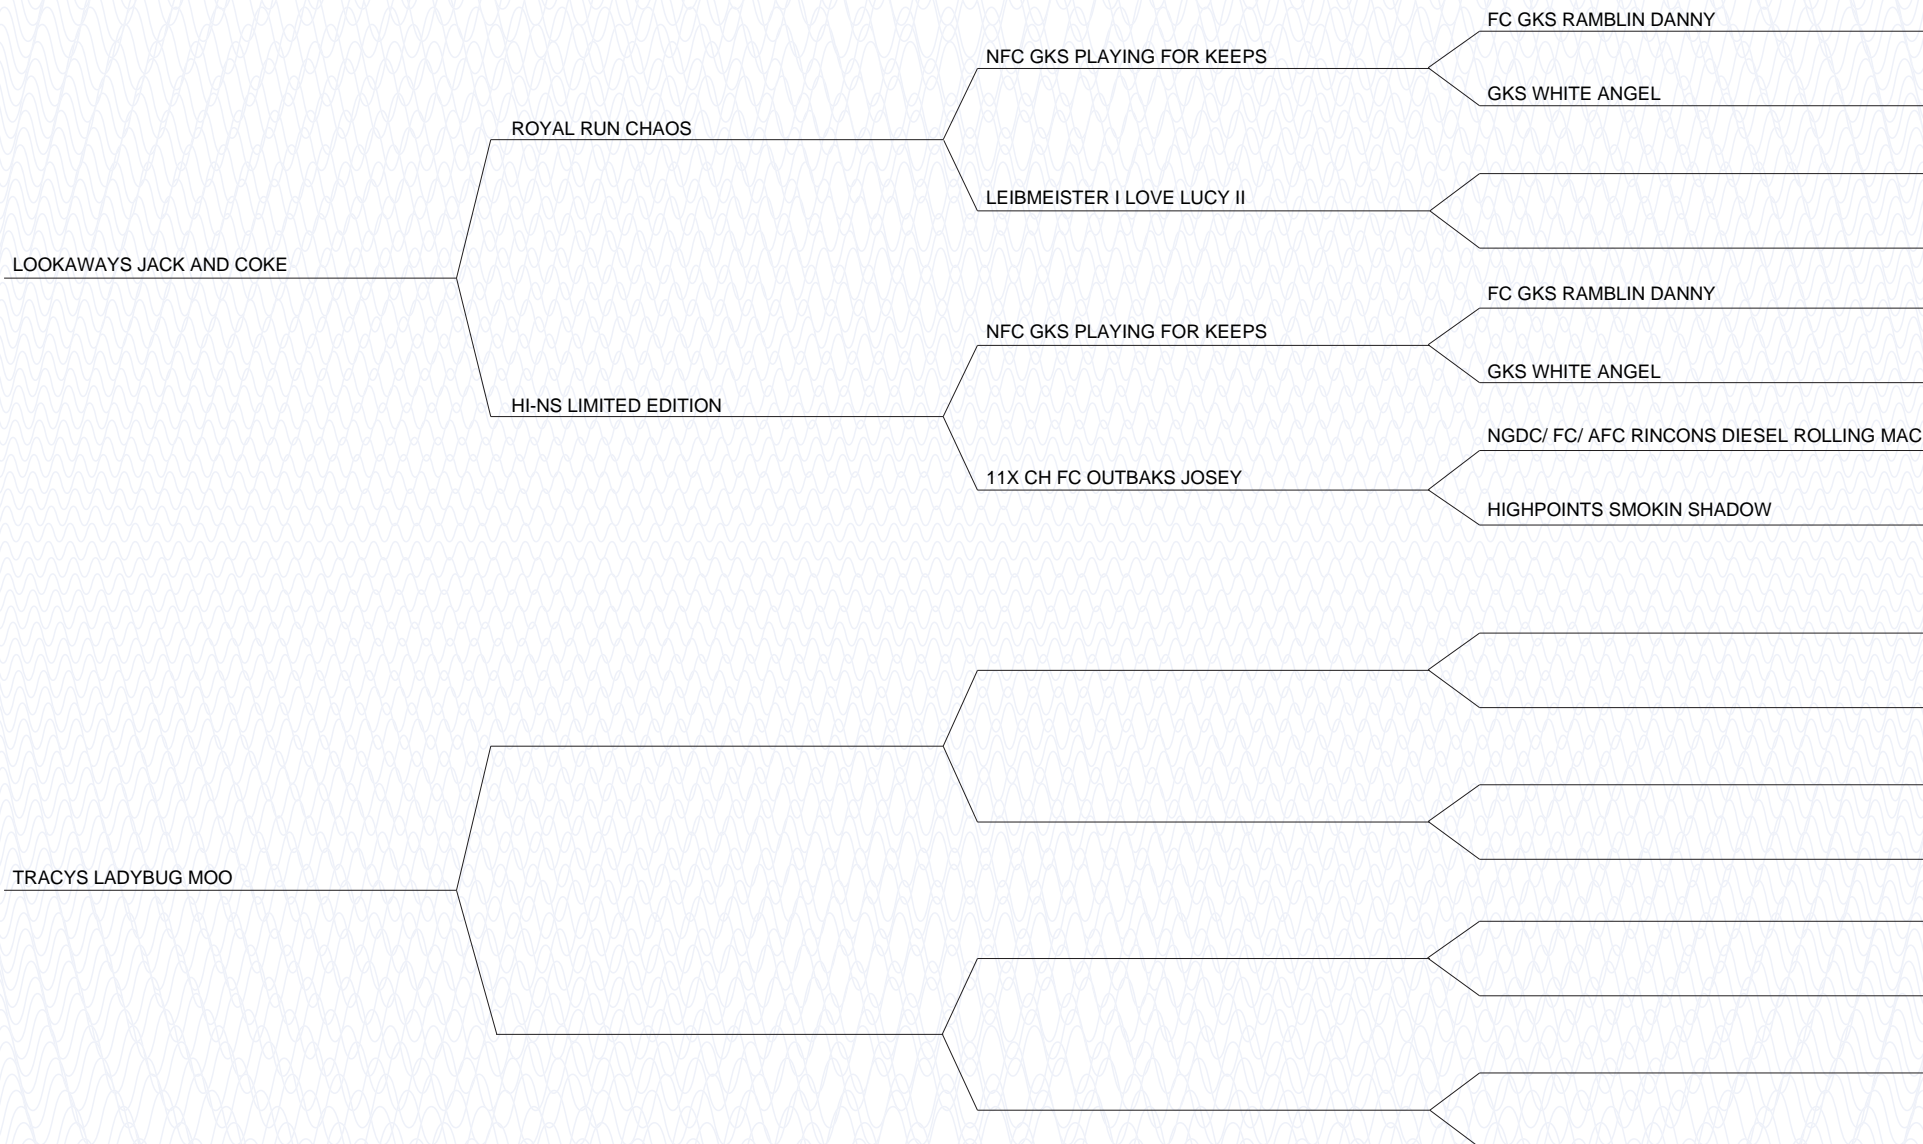 FC GKS RAMBLIN DANNY
NFC GKS PLAYING FOR KEEPS
GKS WHITE ANGEL
ROYAL RUN CHAOS
LEIBMEISTER I LOVE LUCY II
LOOKAWAYS JACK AND COKE
FC GKS RAMBLIN DANNY
NFC GKS PLAYING FOR KEEPS
GKS WHITE ANGEL
HI-NS LIMITED EDITION
NGDC/ FC/ AFC RINCONS DIESEL ROLLING MAC
11X CH FC OUTBAKS JOSEY
HIGHPOINTS SMOKIN SHADOW
TRACYS LADYBUG MOO